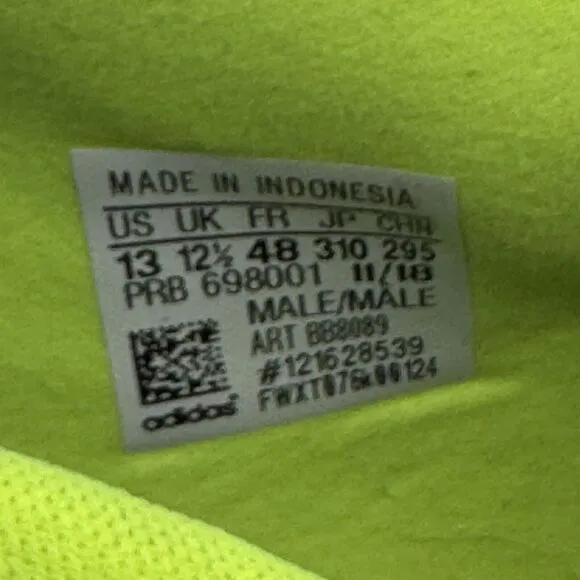 MADE IN INDONESIA
US UK FR JP CHN
13 12½ 48 310 295
PRB 698001 11/18
MALE/MÂLE
ART BB8089
#121628539
adidas